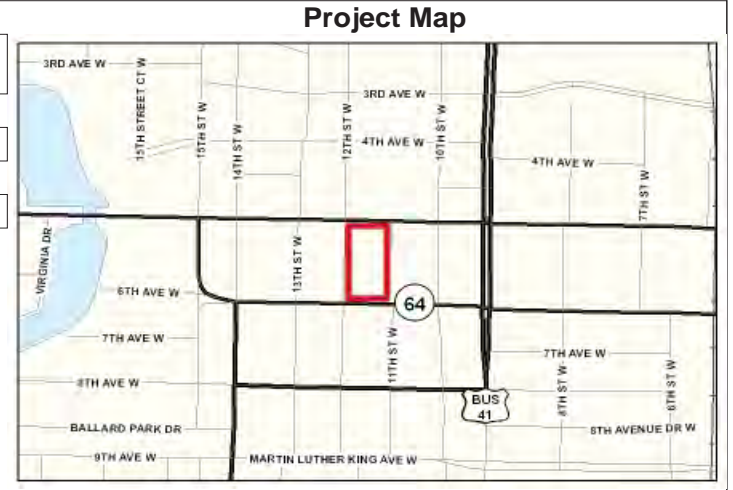 Project Map
3RD AVE W
15TH STREET CT W
15TH ST W
14TH ST W
3RD AVE W
12TH ST W
10TH ST W
4TH AVE W
4TH AVE W
7TH ST W
VIRGINIA DR
13TH ST W
6TH AVE W
64
7TH AVE W
11TH ST W
7TH AVE W
8TH AVE W
8TH ST W
6TH ST W
BUS
41
BALLARD PARK DR
8TH AVENUE DR W
9TH AVE W
MARTIN LUTHER KING AVE W